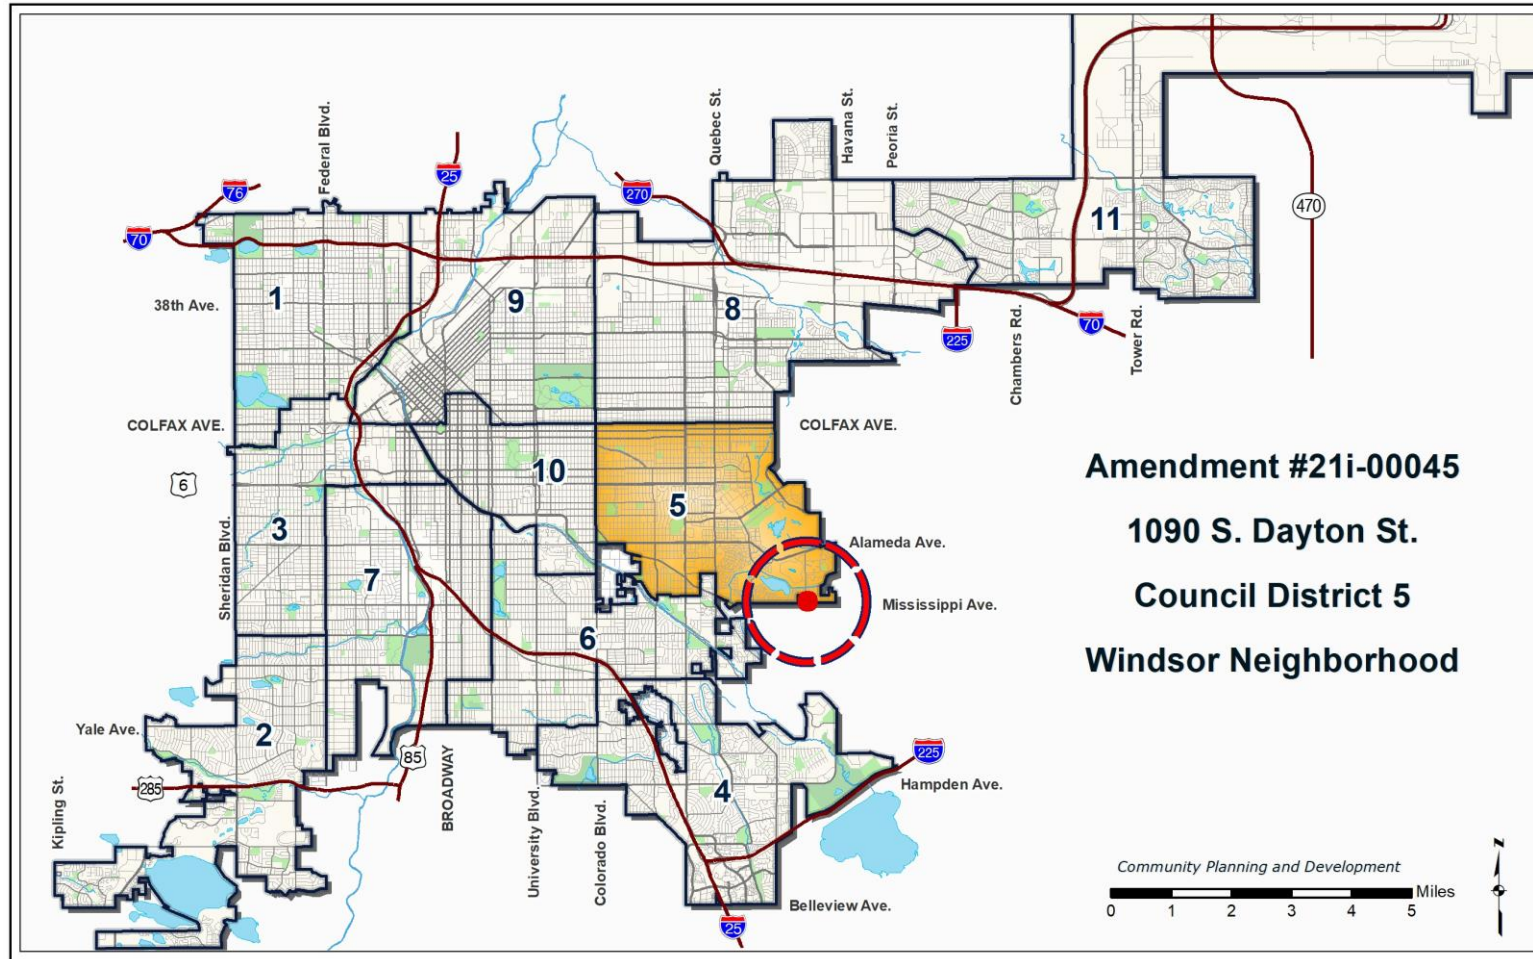 Federal Blvd.
Quebec St.
Havana St.
Peoria St.
76
25
270
70
470
11
38th Ave.
1
9
8
225
70
Chambers Rd.
Tower Rd.
COLFAX AVE.
COLFAX AVE.
6
10
5
3
Sheridan Blvd.
7
Alameda Ave.
Mississippi Ave.
6
Amendment #21i-00045
1090 S. Dayton St.
Council District 5
Windsor Neighborhood
Yale Ave.
2
85
285
Kipling St.
BROADWAY
University Blvd.
Colorado Blvd.
4
225
Hampden Ave.
Belleview Ave.
25
Community Planning and Development
Miles
0 1 2 3 4 5
N